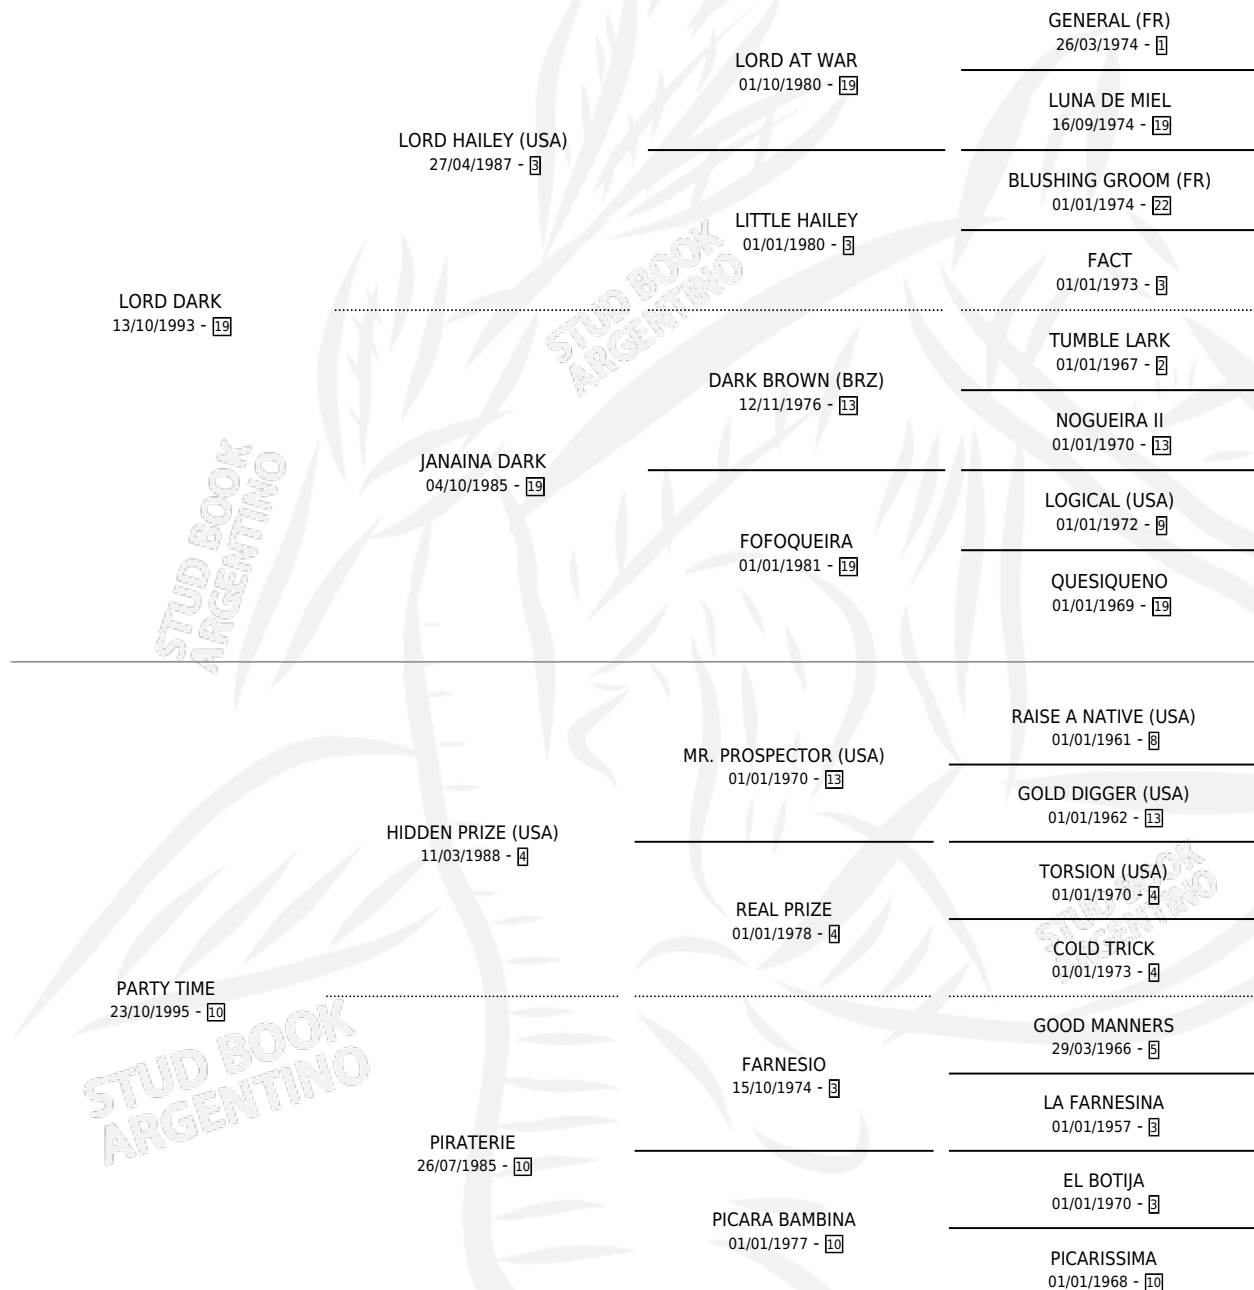 GENERAL (FR)
26/03/1974 - 1
LORD AT WAR
01/10/1980 - 19
LUNA DE MIEL
16/09/1974 - 19
LORD HAILEY (USA)
27/04/1987 - 3
BLUSHING GROOM (FR)
01/01/1974 - 22
LITTLE HAILEY
01/01/1980 - 3
FACT
01/01/1973 - 3
LORD DARK
13/10/1993 - 19
STUD BOOK
ARGENTINO
TUMBLE LARK
01/01/1967 - 2
DARK BROWN (BRZ)
12/11/1976 - 13
NOGUEIRA II
01/01/1970 - 13
JANAINA DARK
04/10/1985 - 19
LOGICAL (USA)
01/01/1972 - 9
FOFOQUEIRA
01/01/1981 - 19
QUESIQUENO
01/01/1969 - 19
STUD BOOK
ARGENTINO
RAISE A NATIVE (USA)
01/01/1961 - 8
MR. PROSPECTOR (USA)
01/01/1970 - 13
GOLD DIGGER (USA)
01/01/1962 - 13
HIDDEN PRIZE (USA)
11/03/1988 - 4
TORSION (USA)
01/01/1970 - 4
REAL PRIZE
01/01/1978 - 4
COLD TRICK
01/01/1973 - 4
STUD BOOK
ARGENTINO
PARTY TIME
23/10/1995 - 10
GOOD MANNERS
29/03/1966 - 5
FARNESIO
15/10/1974 - 3
LA FARNESINA
01/01/1957 - 3
STUD BOOK
ARGENTINO
PIRATERIE
26/07/1985 - 10
EL BOTIJA
01/01/1970 - 3
PICARA BAMBINA
01/01/1977 - 10
PICARISSIMA
01/01/1968 - 10